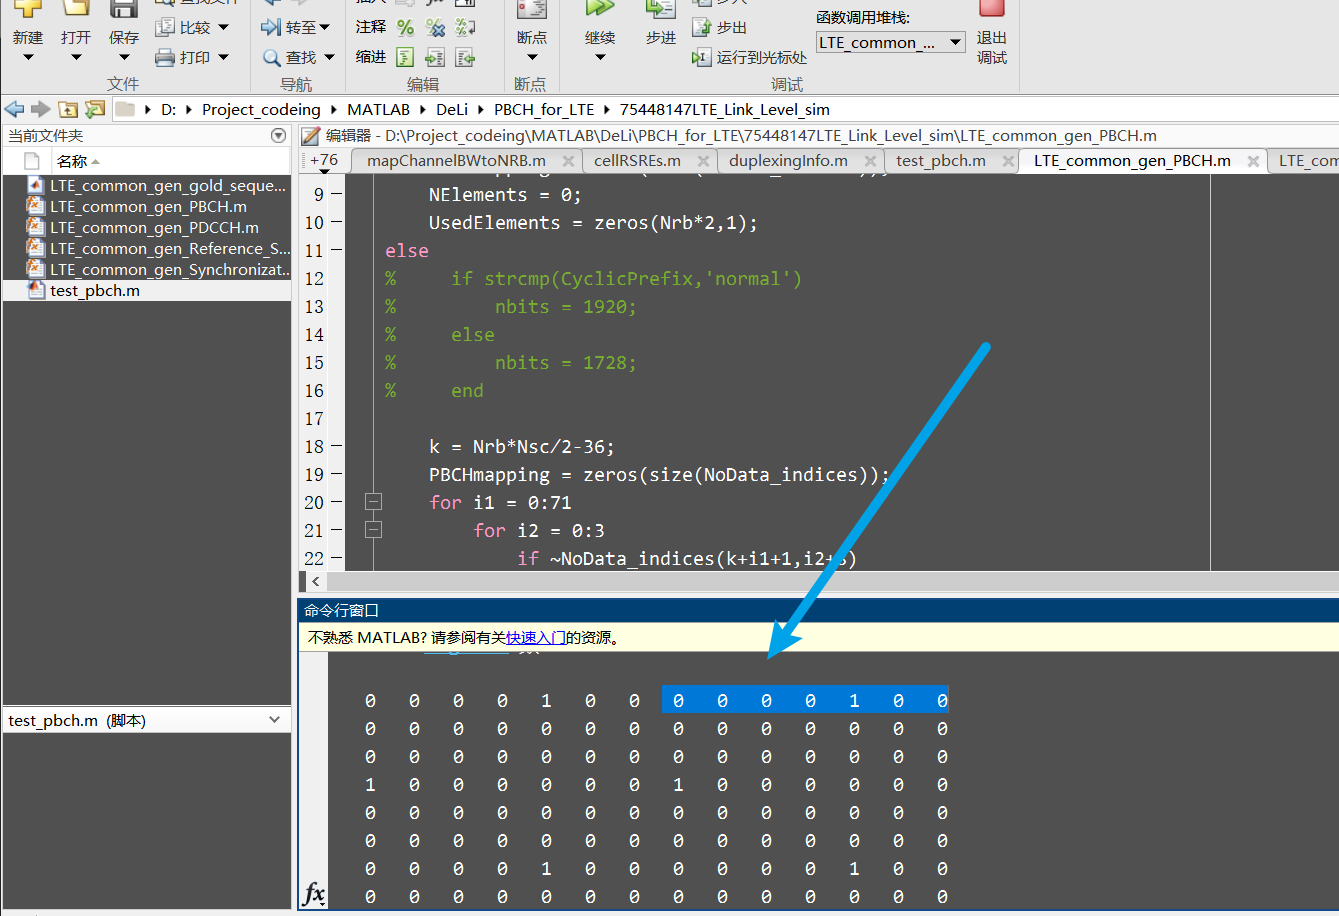 比较
注释
转至
步出
函数调用堆栈:
新建 打开 保存
断点
继续 步进
LTE_common_...
退出
调试
打印
查找
缩进
运行到光标处
文件 导航 编辑 断点 调试
D: Project_codeing MATLAB DeLi PBCH_for_LTE 75448147LTE_Link_Level_sim
当前文件夹
编辑器 - D:\Project_codeing\MATLAB\DeLi\PBCH_for_LTE\75448147LTE_Link_Level_sim\LTE_common_gen_PBCH.m
名称
+76 mapChannelBWtoNRB.m cellRSREs.m duplexingInfo.m test_pbch.m LTE_common_gen_PBCH.m LTE_com
LTE_common_gen_gold_seque...
LTE_common_gen_PBCH.m
LTE_common_gen_PDCCH.m
LTE_common_gen_Reference_S...
LTE_common_gen_Synchronizat...
test_pbch.m
test_pbch.m (脚本)
9 NElements = 0;
10 UsedElements = zeros(Nrb*2,1);
11 else
12 % if strcmp(CyclicPrefix,'normal')
13 % nbits = 1920;
14 % else
15 % nbits = 1728;
16 % end
17
18 k = Nrb*Nsc/2-36;
19 PBCHmapping = zeros(size(NoData_indices));
20 for i1 = 0:71
21 for i2 = 0:3
22 if ~NoData_indices(k+i1+1,i2+
命令行窗口
不熟悉 MATLAB? 请参阅有关快速入门的资源。
0 0 0 0 1 0 0 0 0 0 0 1 0 0
0 0 0 0 0 0 0 0 0 0 0 0 0 0
0 0 0 0 0 0 0 0 0 0 0 0 0 0
1 0 0 0 0 0 0 1 0 0 0 0 0 0
0 0 0 0 0 0 0 0 0 0 0 0 0 0
0 0 0 0 0 0 0 0 0 0 0 0 0 0
0 0 0 0 1 0 0 0 0 0 0 1 0 0
0 0 0 0 0 0 0 0 0 0 0 0 0 0
fx